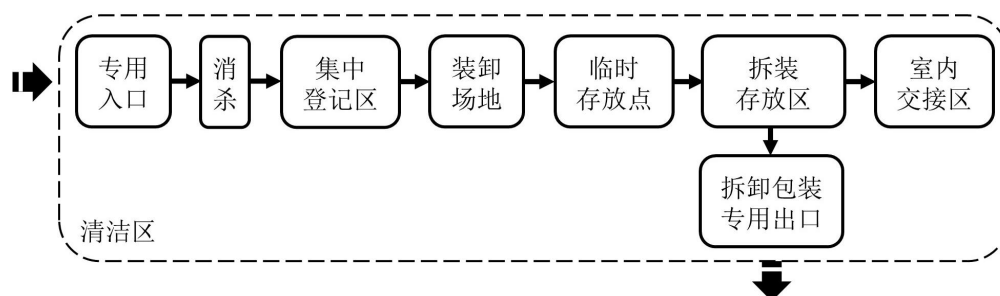 专用
入口
消
杀
集中
登记区
装卸
场地
临时
存放点
拆装
存放区
室内
交接区
拆卸包装
专用出口
清洁区